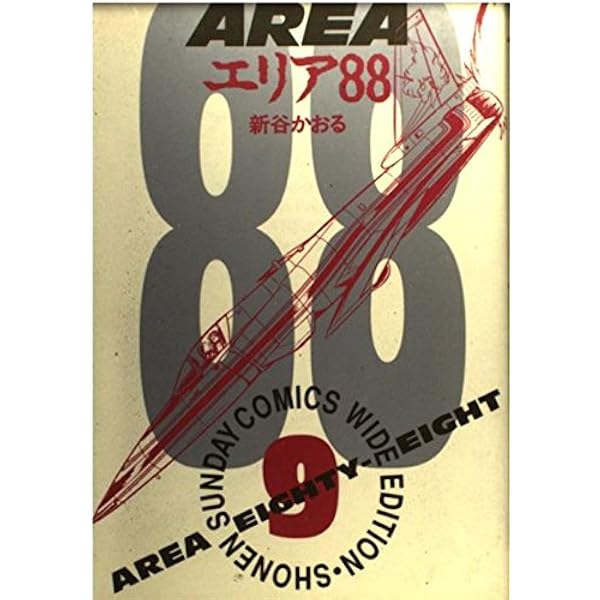 AREA
エリア88
新谷かおる
88
SHONEN SUNDAY COMICS WIDE EDITION・
9
AREA EIGHTY-EIGHT